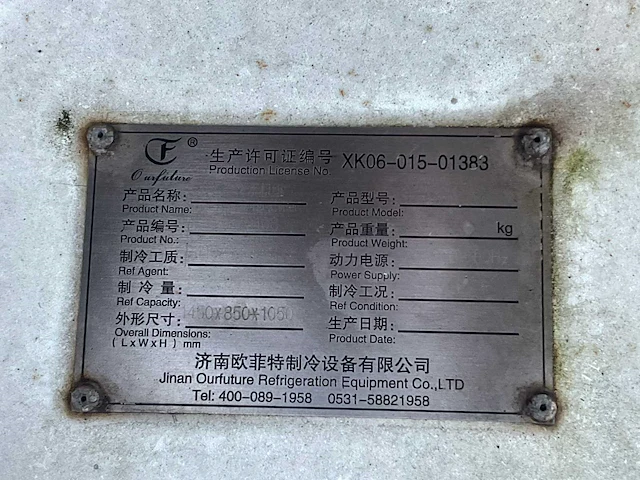 ® 生产许可证编号 XK06-015-01383
Ourfuture Production License No
产品名称: 产品型号:
Product Name: Product Model:
产品编号: 产品重量: kg
Product No.: Product Weight:
制冷工质: 动力电源:
Ref Agent: Power Supply:
制冷量: 制冷工况:
Ref Capacity: Ref Condition:
外形尺寸: 生产日期:
Overall Dimensions: Product Date:
(LxWxH) mm
济南欧菲特制冷设备有限公司
Jinan Ourfuture Refrigeration Equipment Co.,LTD
Tel: 400-089-1958 0531-58821958